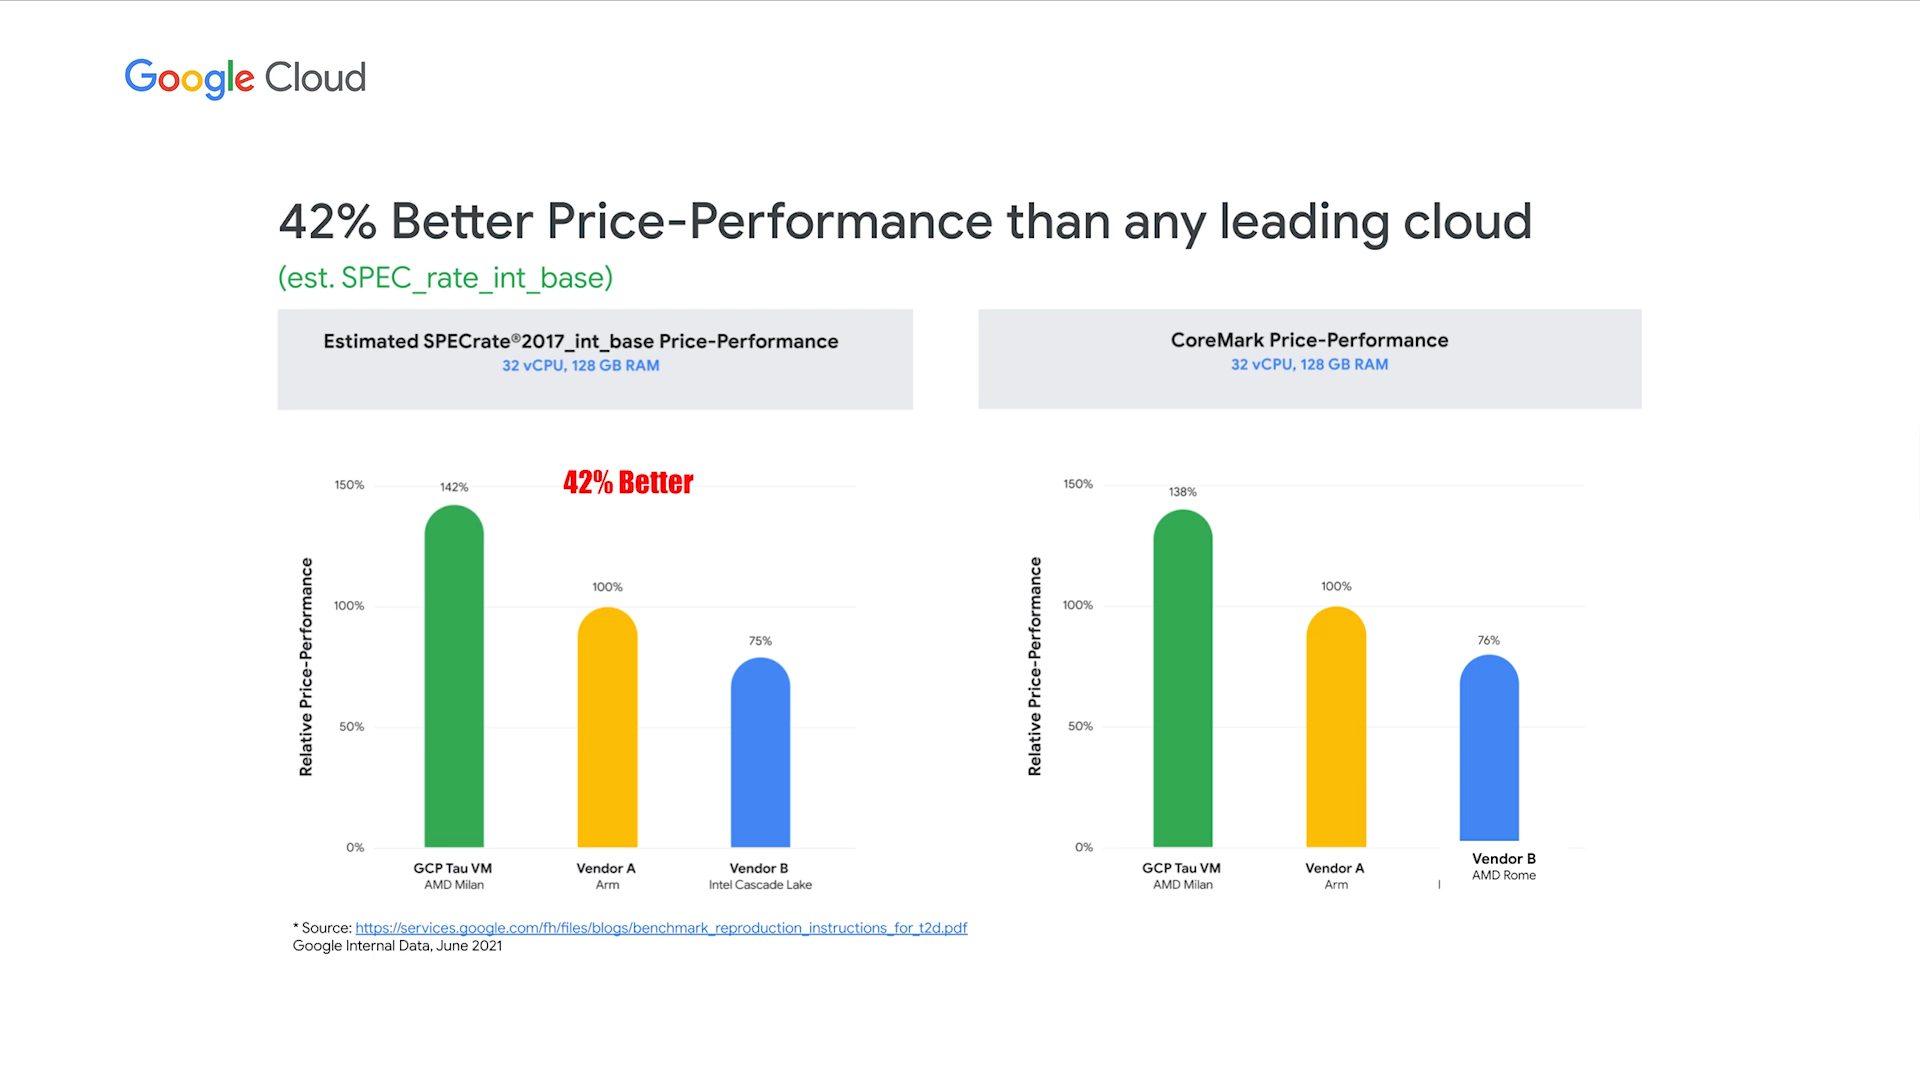 Google Cloud
42% Better Price-Performance than any leading cloud
(est. SPEC_rate_int_base)
Estimated SPECrate®2017_int_base Price-Performance
32 vCPU, 128 GB RAM
42% Better
Relative Price-Performance
150%
100%
50%
0%
142%
100%
75%
GCP Tau VM
AMD Milan
Vendor A
Arm
Vendor B
Intel Cascade Lake
CoreMark Price-Performance
32 vCPU, 128 GB RAM
Relative Price-Performance
150%
100%
50%
0%
138%
100%
76%
GCP Tau VM
AMD Milan
Vendor A
Arm
Vendor B
AMD Rome
* Source: https://services.google.com/fh/files/blogs/benchmark_reproduction_instructions_for_t2d.pdf
Google Internal Data, June 2021